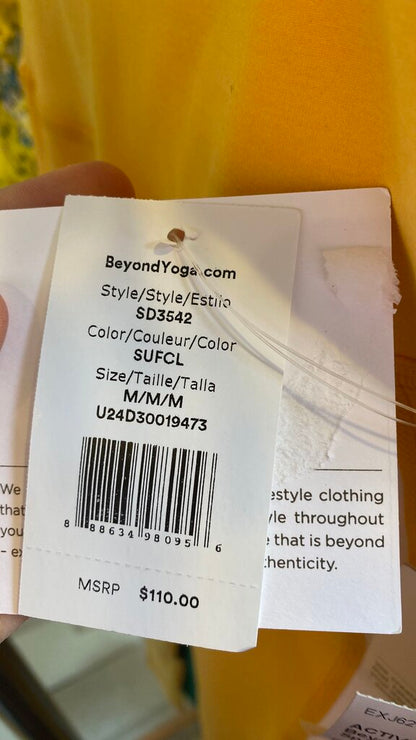 BeyondYoga.com
Style/Style/Estilo
SD3542
Color/Couleur/Color
SUFCL
Size/Taille/Talla
M/M/M
U24D30019473
8 88634 98095 6
MSRP $110.00
We
that
you
- ex
estyle clothing
yle throughout
e that is beyond
thenticity.
EXJ62
ACTIV